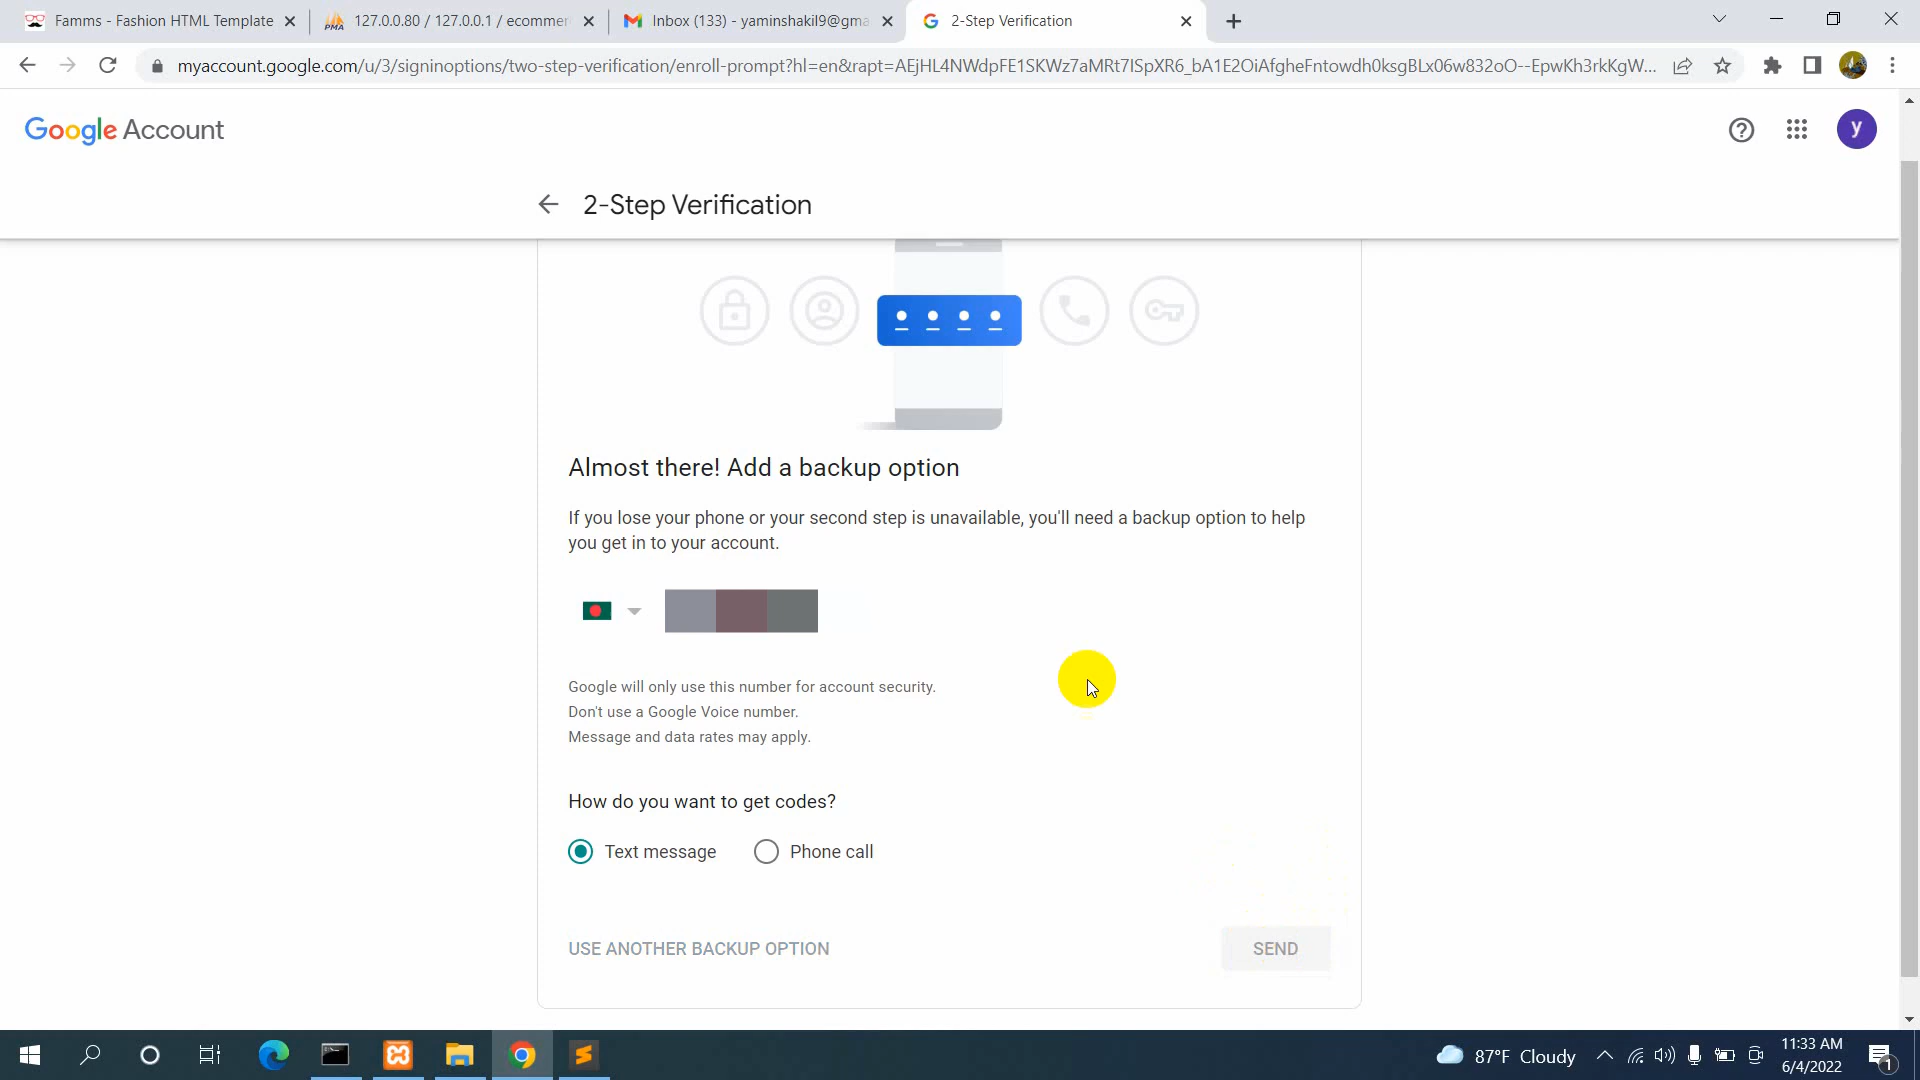 Famms - Fashion HTML Template
127.0.0.80 / 127.0.0.1 / ecommer
Inbox (133) - yaminshakil9@gma
2-Step Verification
myaccount.google.com/u/3/signinoptions/two-step-verification/enroll-prompt?hl=en&rapt=AEjHL4NWdpFE1SKWz7aMRt7ISpXR6_bA1E2OiAfgheFntowdh0ksgBLx06w832oO--EpwKh3rkKgW...
Google Account
y
2-Step Verification
Almost there! Add a backup option
If you lose your phone or your second step is unavailable, you'll need a backup option to help
you get in to your account.
Google will only use this number for account security.
Don't use a Google Voice number.
Message and data rates may apply.
How do you want to get codes?
Text message Phone call
USE ANOTHER BACKUP OPTION SEND
87°F Cloudy
11:33 AM
6/4/2022
1